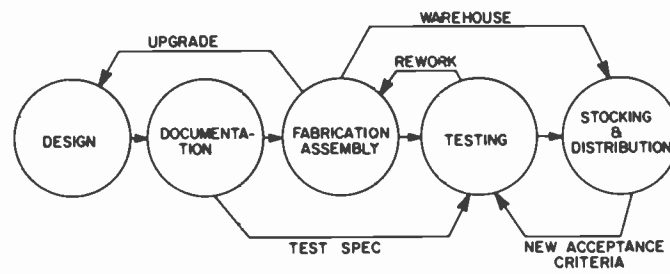 WAREHOUSE
UPGRADE
REWORK
DESIGN
DOCUMENTA-
TION
FABRICATION
ASSEMBLY
TESTING
STOCKING
&
DISTRIBUTION
TEST SPEC
NEW ACCEPTANCE
CRITERIA